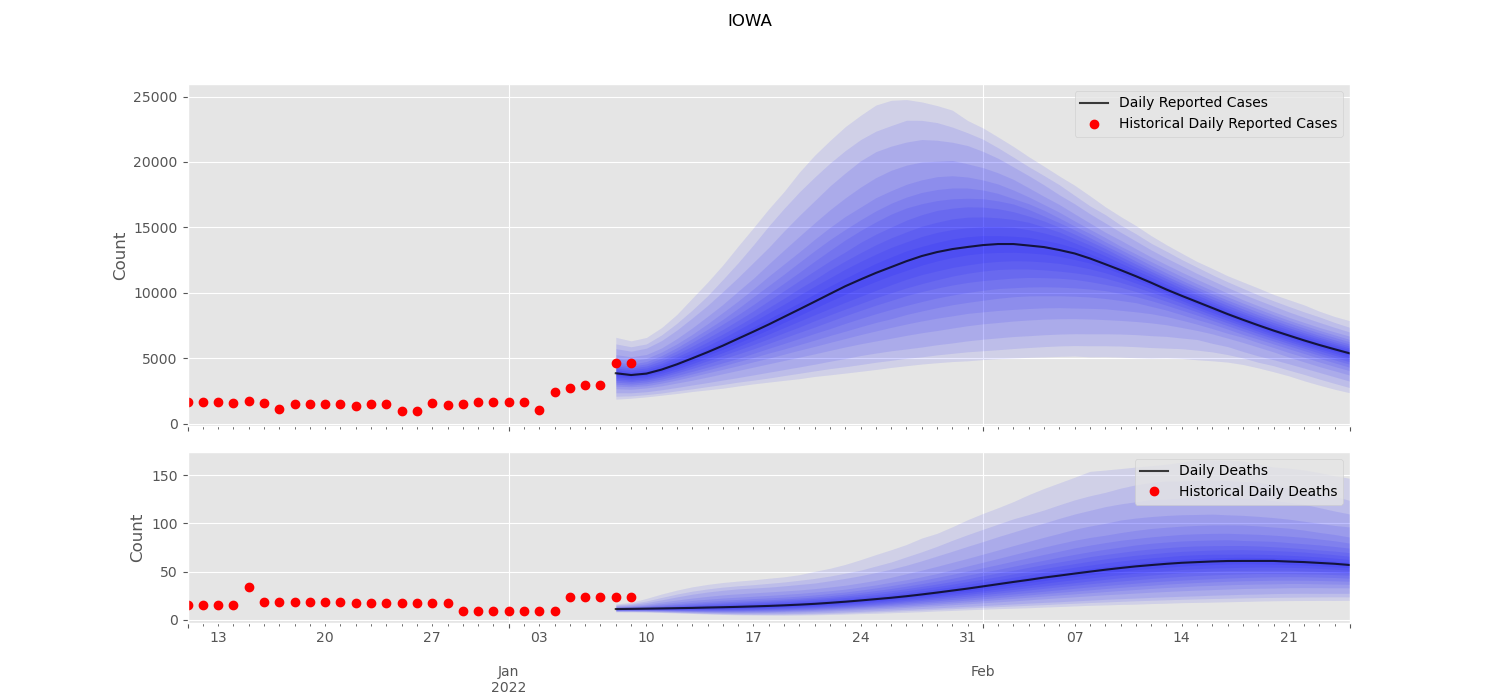 IOWA
25000
20000
15000
10000
5000
0
Count
Daily Reported Cases
Historical Daily Reported Cases
150
100
50
0
Count
Daily Deaths
Historical Daily Deaths
13 20 27 03 10 17 24 31 07 14 21
Jan Feb
2022